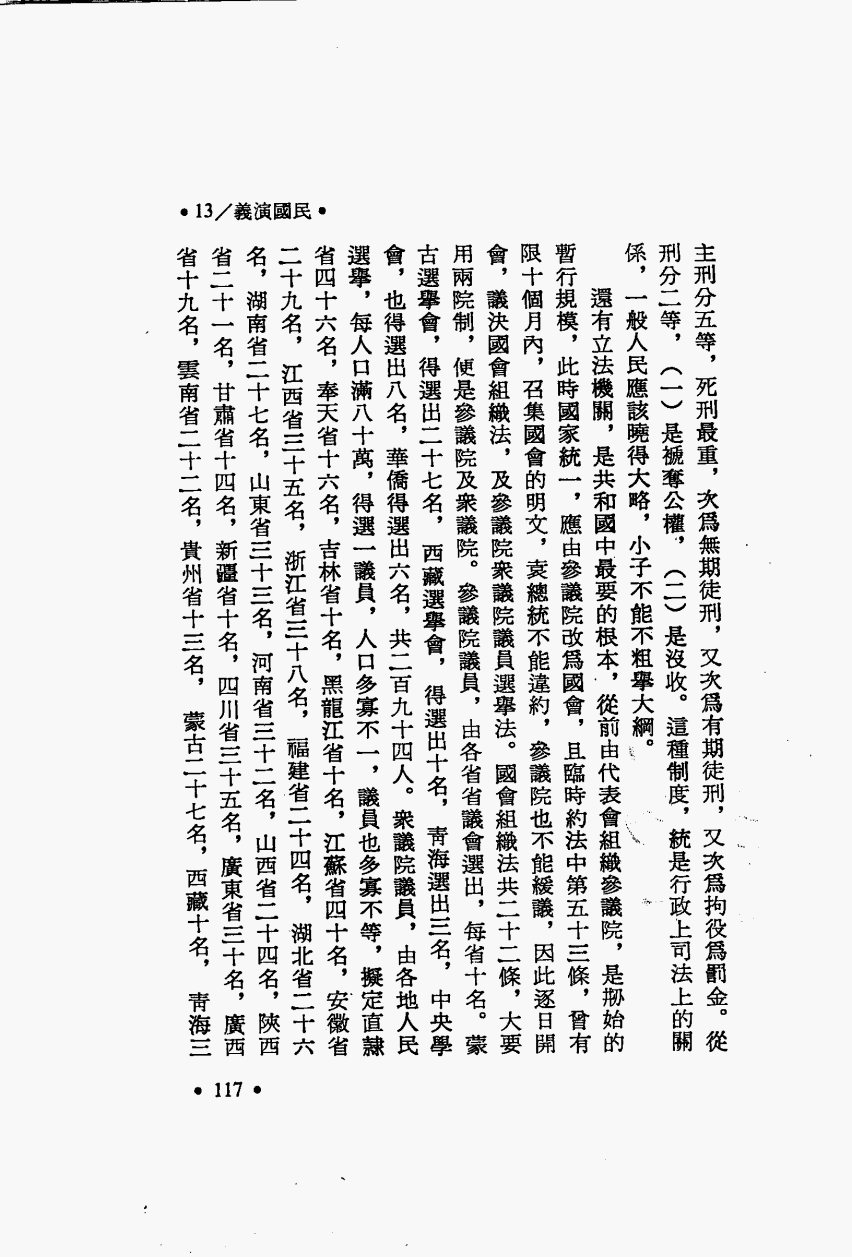 •13／義演國民•
主刑分五等，死刑最重，次爲無期徒刑，又次爲有期徒刑，又次爲拘役爲罰金。從
刑分二等，（一）是褫奪公權，（二）是沒收。這種制度，統是行政上司法上的關
係，一般人民應該曉得大略，小子不能不粗舉大綱。
還有立法機關，是共和國中最要的根本，從前由代表會組織參議院，是刱始的
暫行規模，此時國家統一，應由參議院改爲國會，且臨時約法中第五十三條，曾有
限十個月內，召集國會的明文，袁總統不能違約，參議院也不能緩議，因此逐日開
會，議決國會組織法，及參議院衆議院議員選舉法。國會組織法共二十二條，大要
用兩院制，便是參議院及衆議院。參議院議員，由各省省議會選出，每省十名。蒙
古選舉會，得選出二十七名，西藏選舉會，得選出十名，靑海選出三名，中央學
會，也得選出八名，華僑得選出六名，共二百九十四人。衆議院議員，由各地人民
選舉，每人口滿八十萬，得選一議員，人口多寡不一，議員也多寡不等，擬定直隸
省四十六名，奉天省十六名，吉林省十名，黑龍江省十名，江蘇省四十名，安徽省
二十九名，江西省三十五名，浙江省三十八名，福建省二十四名，湖北省二十六
名，湖南省二十七名，山東省三十三名，河南省三十二名，山西省二十四名，陝西
省二十一名，甘肅省十四名，新疆省十名，四川省三十五名，廣東省三十名，廣西
省十九名，雲南省二十二名，貴州省十三名，蒙古二十七名，西藏十名，靑海三
•117•